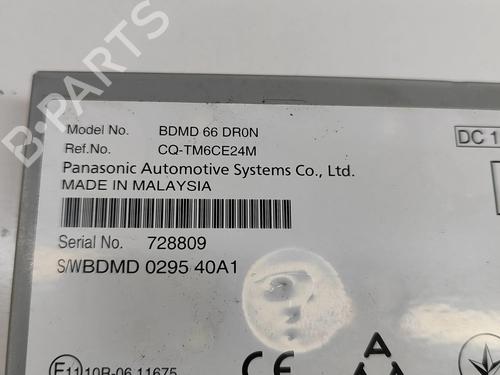 B-PARTS
Model No. BDMD 66 DR0N
Ref.No. CQ-TM6CE24M
DC 1
Panasonic Automotive Systems Co., Ltd.
MADE IN MALAYSIA
Serial No. 728809
S/WBDMD 0295 40A1
E11 10R-06 11675
CE
A